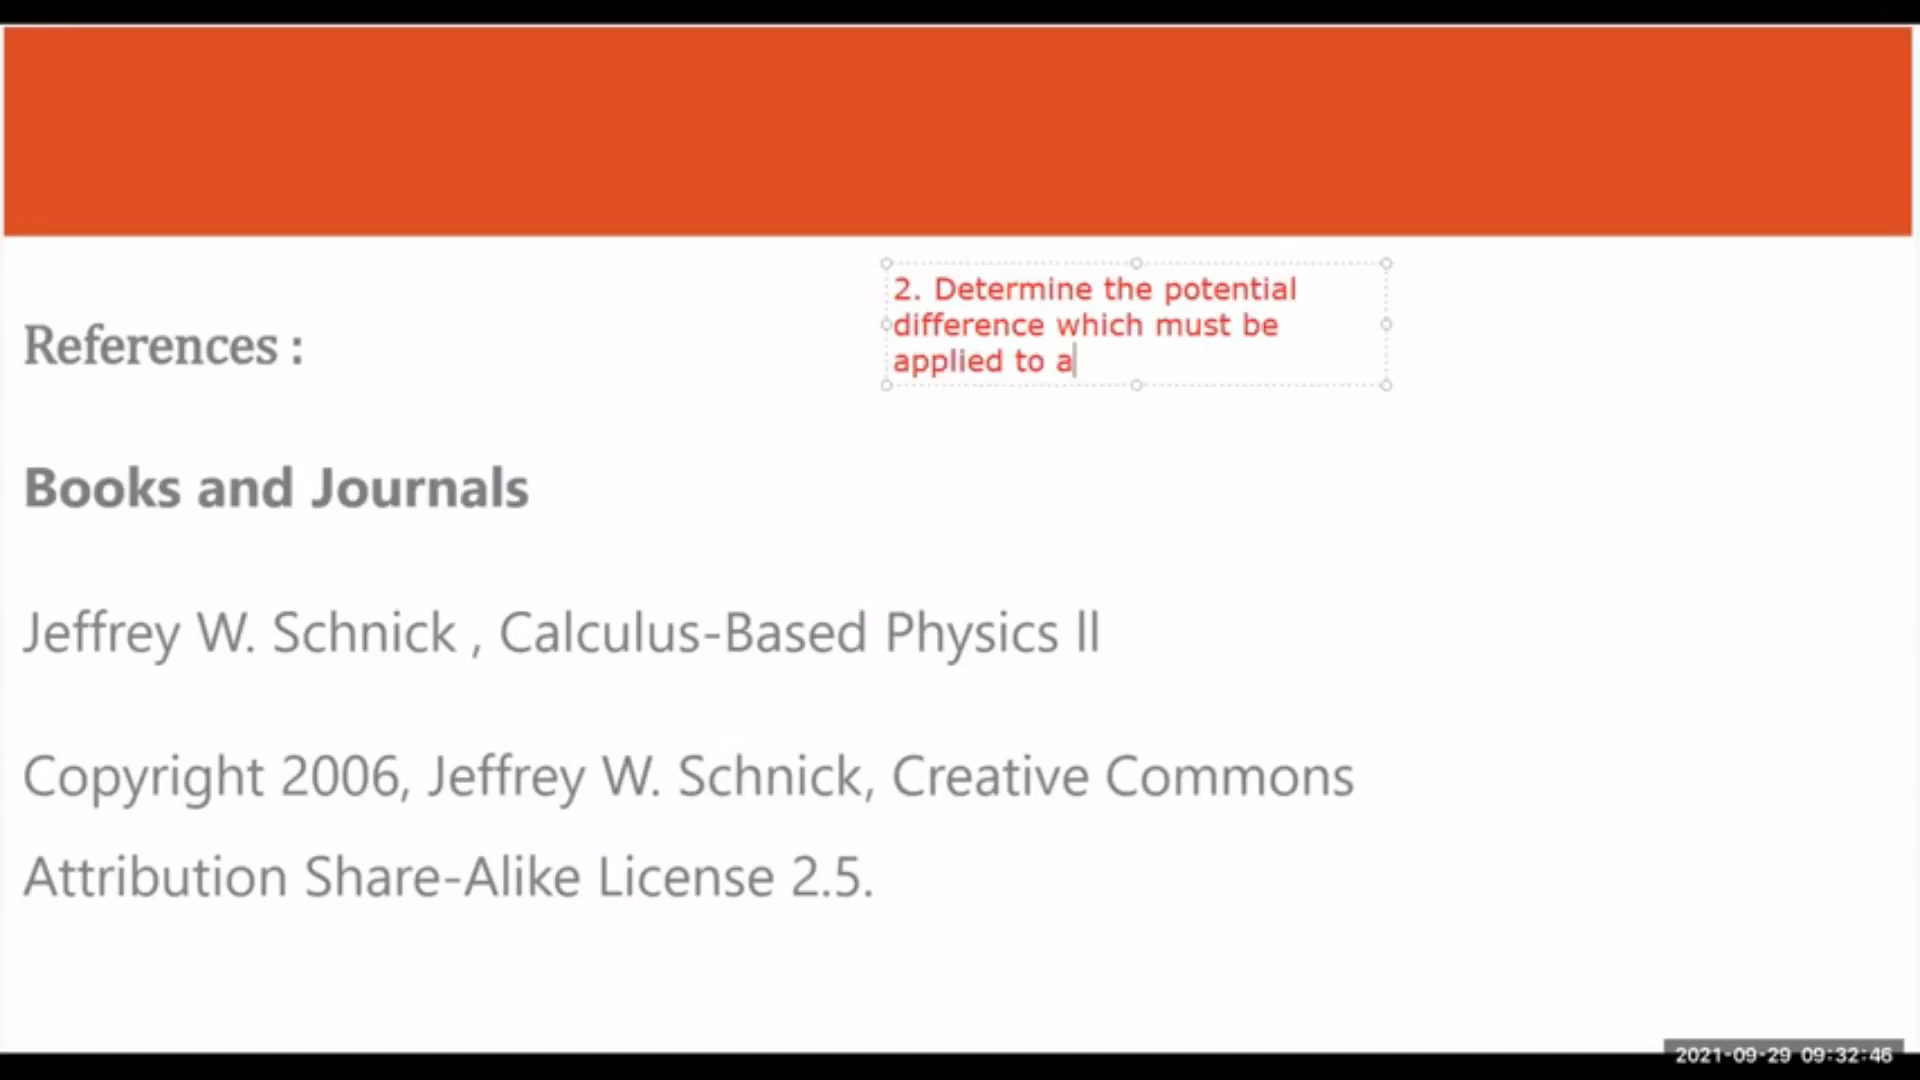 2. Determine the potential
difference which must be
applied to a
References :
Books and Journals
Jeffrey W. Schnick , Calculus-Based Physics ll
Copyright 2006, Jeffrey W. Schnick, Creative Commons
Attribution Share-Alike License 2.5.
2021-09-29 09:32:46